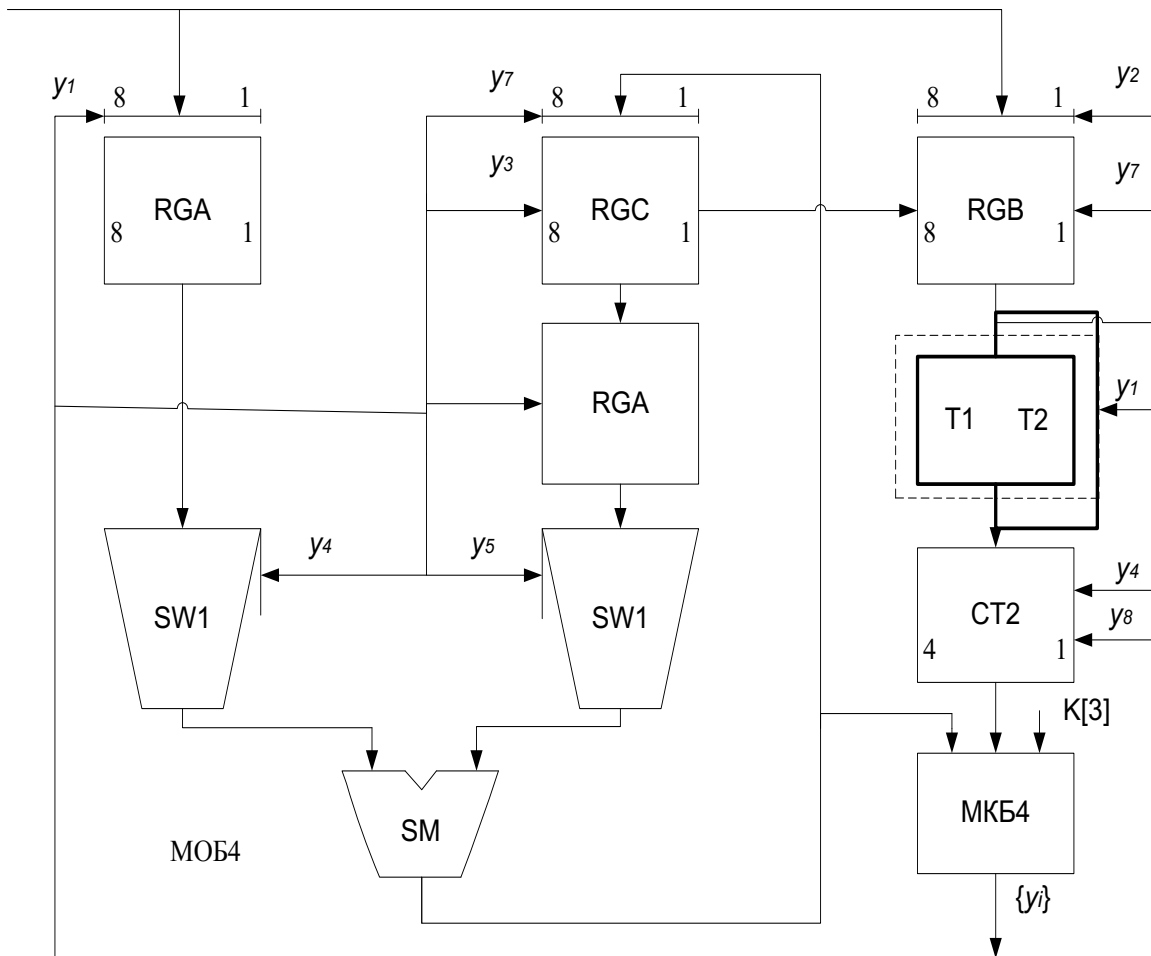 y1
8 1
y7
8 1
8 1
y2
RGA
8 1
y3
RGC
8 1
RGB
8 1
y7
RGA
T1 T2
y1
SW1
y4
y5
SW1
CT2
4 1
y4
y8
K[3]
SM
МКБ4
МОБ4
{yi}